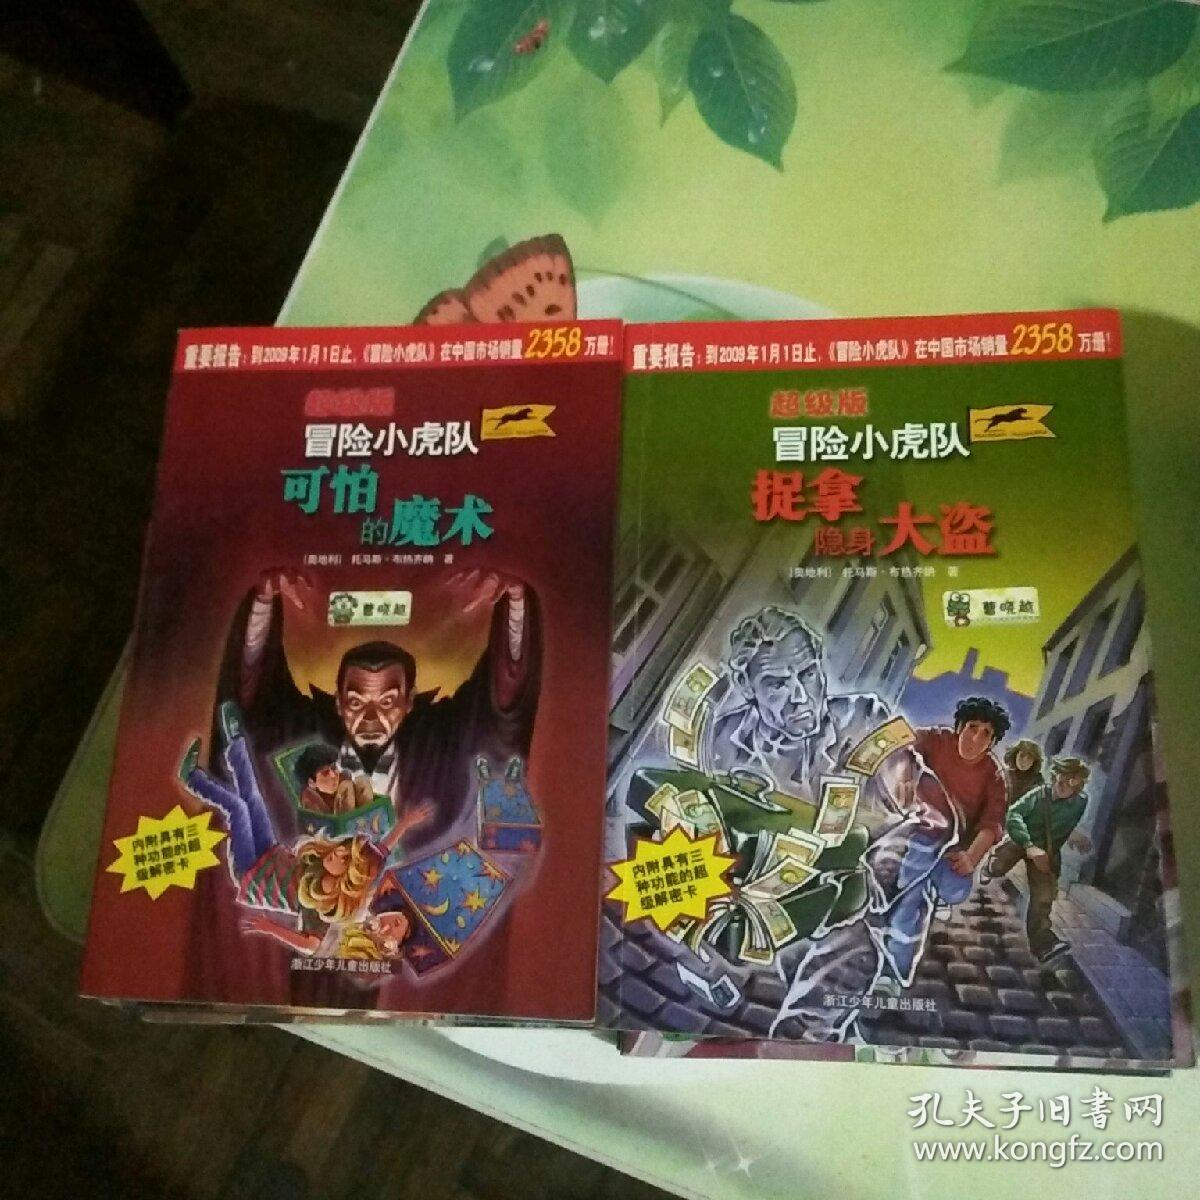 重要报告：到2009年1月1日止，《冒险小虎队》在中国市场销量2358万册！
超级版
冒险小虎队
可怕
的魔术
［奥地利］ 托马斯·布热齐纳 著
曹晓越
内附具有三
种功能的超
级解密卡
浙江少年儿童出版社
重要报告：到2009年1月1日止，《冒险小虎队》在中国市场销量2358万册！
超级版
冒险小虎队
捉拿
隐身大盗
［奥地利］ 托马斯·布热齐纳 著
曹晓越
内附具有三
种功能的超
级解密卡
浙江少年儿童出版社
孔夫子旧书网
www.kongfz.com